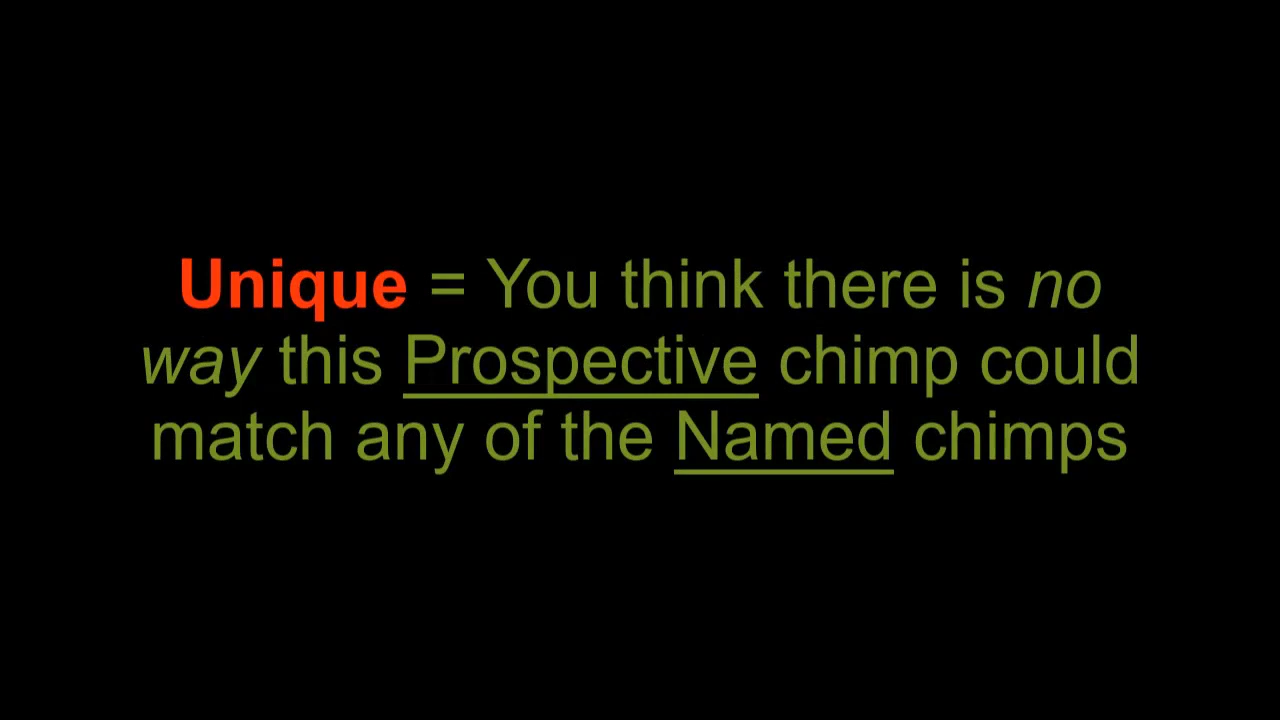 Unique = You think there is no
way this Prospective chimp could
match any of the Named chimps